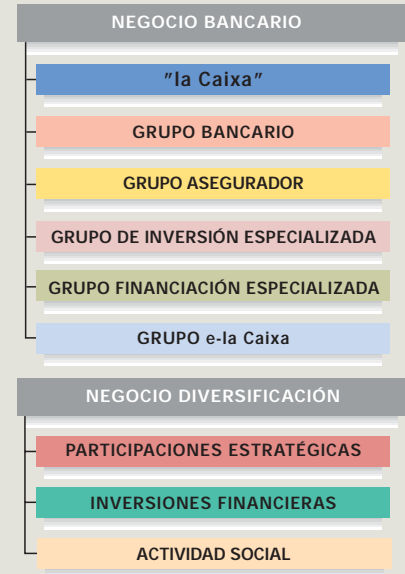 NEGOCIO BANCARIO
"la Caixa"
GRUPO BANCARIO
GRUPO ASEGURADOR
GRUPO DE INVERSIÓN ESPECIALIZADA
GRUPO FINANCIACIÓN ESPECIALIZADA
GRUPO e-la Caixa
NEGOCIO DIVERSIFICACIÓN
PARTICIPACIONES ESTRATÉGICAS
INVERSIONES FINANCIERAS
ACTIVIDAD SOCIAL